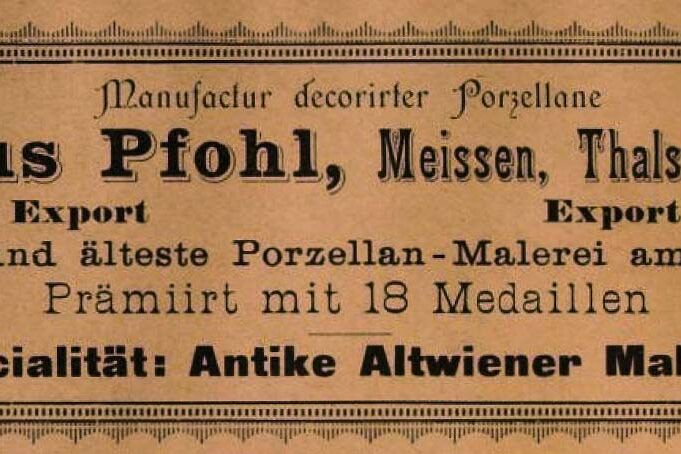 Manufactur decorirter Porzellane
us Pfohl, Meissen, Thals
Export Export
nd älteste Porzellan-Malerei am
Prämiirt mit 18 Medaillen
cialität: Antike Altwiener Mal